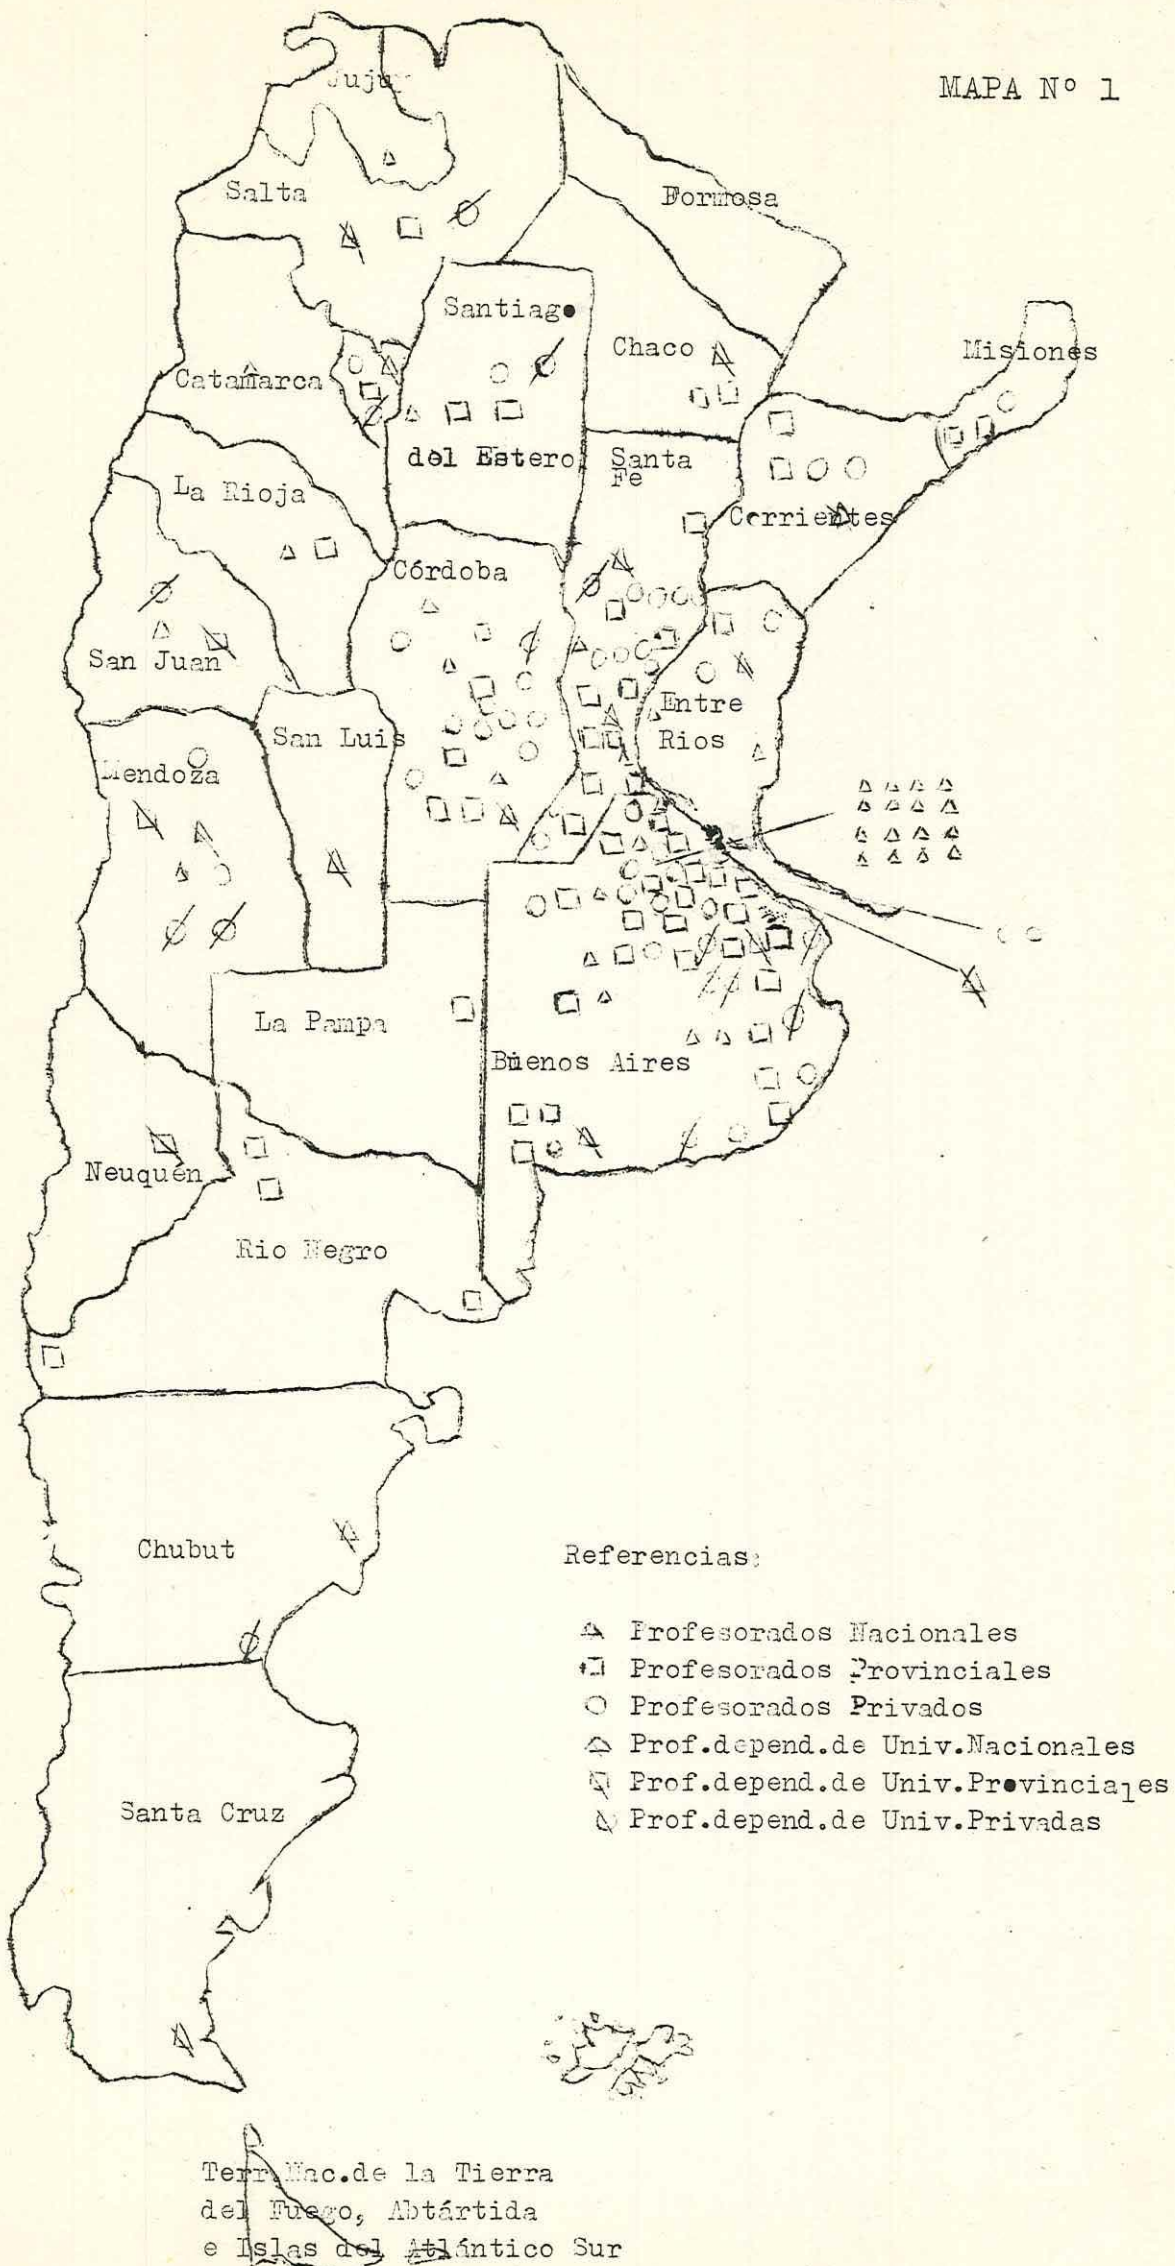 MAPA Nº 1
Jujuy
Salta
Formosa
Santiago
Chaco
Misiones
Catamarca
del Estero
Santa
Fe
La Rioja
Corrientes
Córdoba
San Juan
Entre
Rios
San Luis
Mendoza
La Pampa
Buenos Aires
Neuquén
Rio Negro
Chubut
Referencias:
Profesorados Nacionales
Profesorados Provinciales
Profesorados Privados
Prof.depend.de Univ.Nacionales
Prof.depend.de Univ.Provinciales
Prof.depend.de Univ.Privadas
Santa Cruz
Terr.Nac.de la Tierra
del Fuego, Abtártida
e Islas del Atlántico Sur